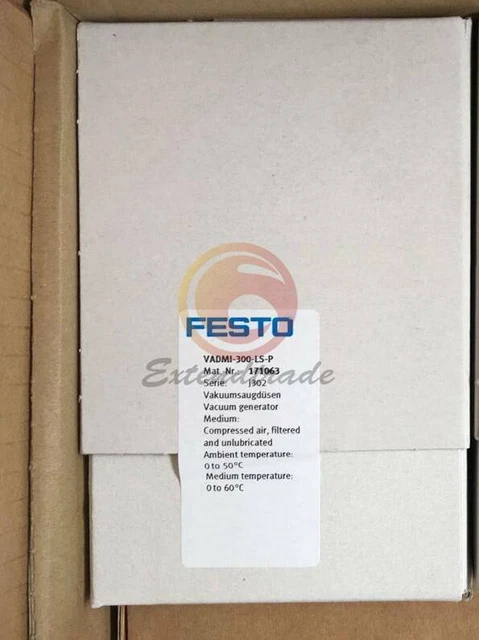 FESTO
VADMI-300-LS-P
Mat. Nr. 171063
Extendtrade
Serie: J302
Vakuumsaugdüsen
Vacuum generator
Medium:
Compressed air, filtered
and unlubricated
Ambient temperature:
0 to 50°C
Medium temperature:
0 to 60°C